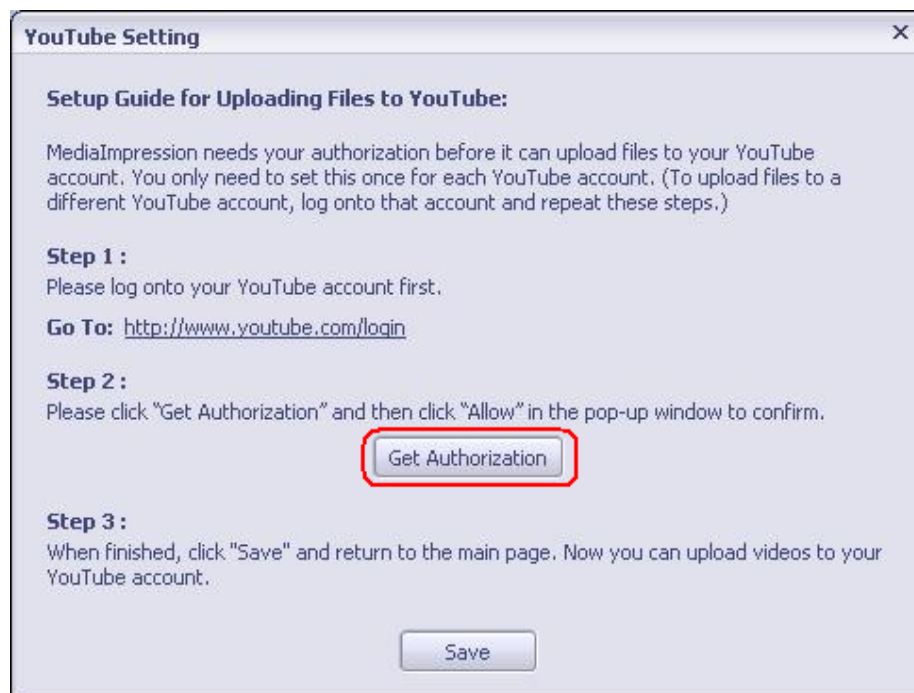 YouTube Setting
Setup Guide for Uploading Files to YouTube:
MediaImpression needs your authorization before it can upload files to your YouTube
account. You only need to set this once for each YouTube account. (To upload files to a
different YouTube account, log onto that account and repeat these steps.)
Step 1 :
Please log onto your YouTube account first.
Go To: http://www.youtube.com/login
Step 2 :
Please click “Get Authorization” and then click “Allow” in the pop-up window to confirm.
Get Authorization
Step 3 :
When finished, click "Save" and return to the main page. Now you can upload videos to your
YouTube account.
Save